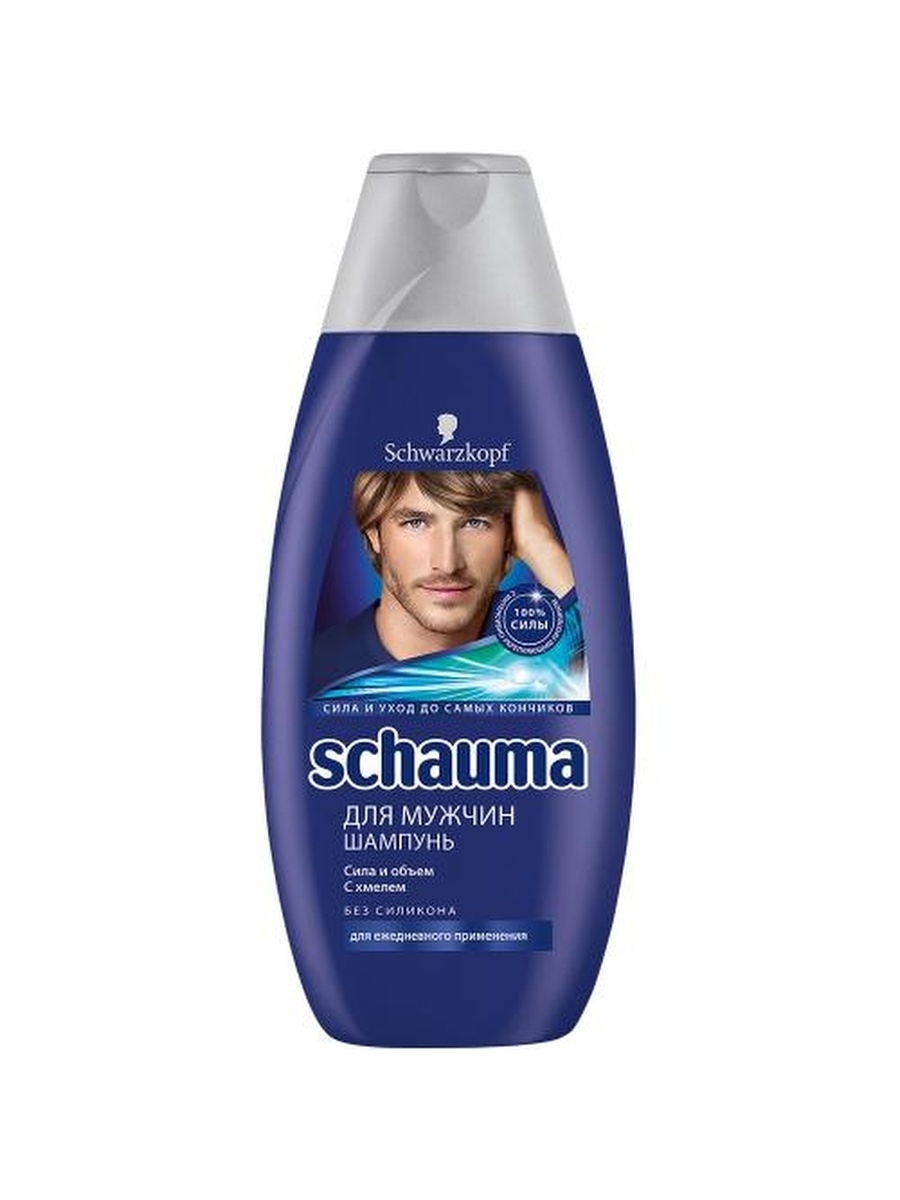 Schwarzkopf
100%
СИЛЫ
СИЛА И УХОД ДО САМЫХ КОНЧИКОВ
schauma
ДЛЯ МУЖЧИН
ШАМПУНЬ
Сила и объем
С хмелем
БЕЗ СИЛИКОНА
для ежедневного применения